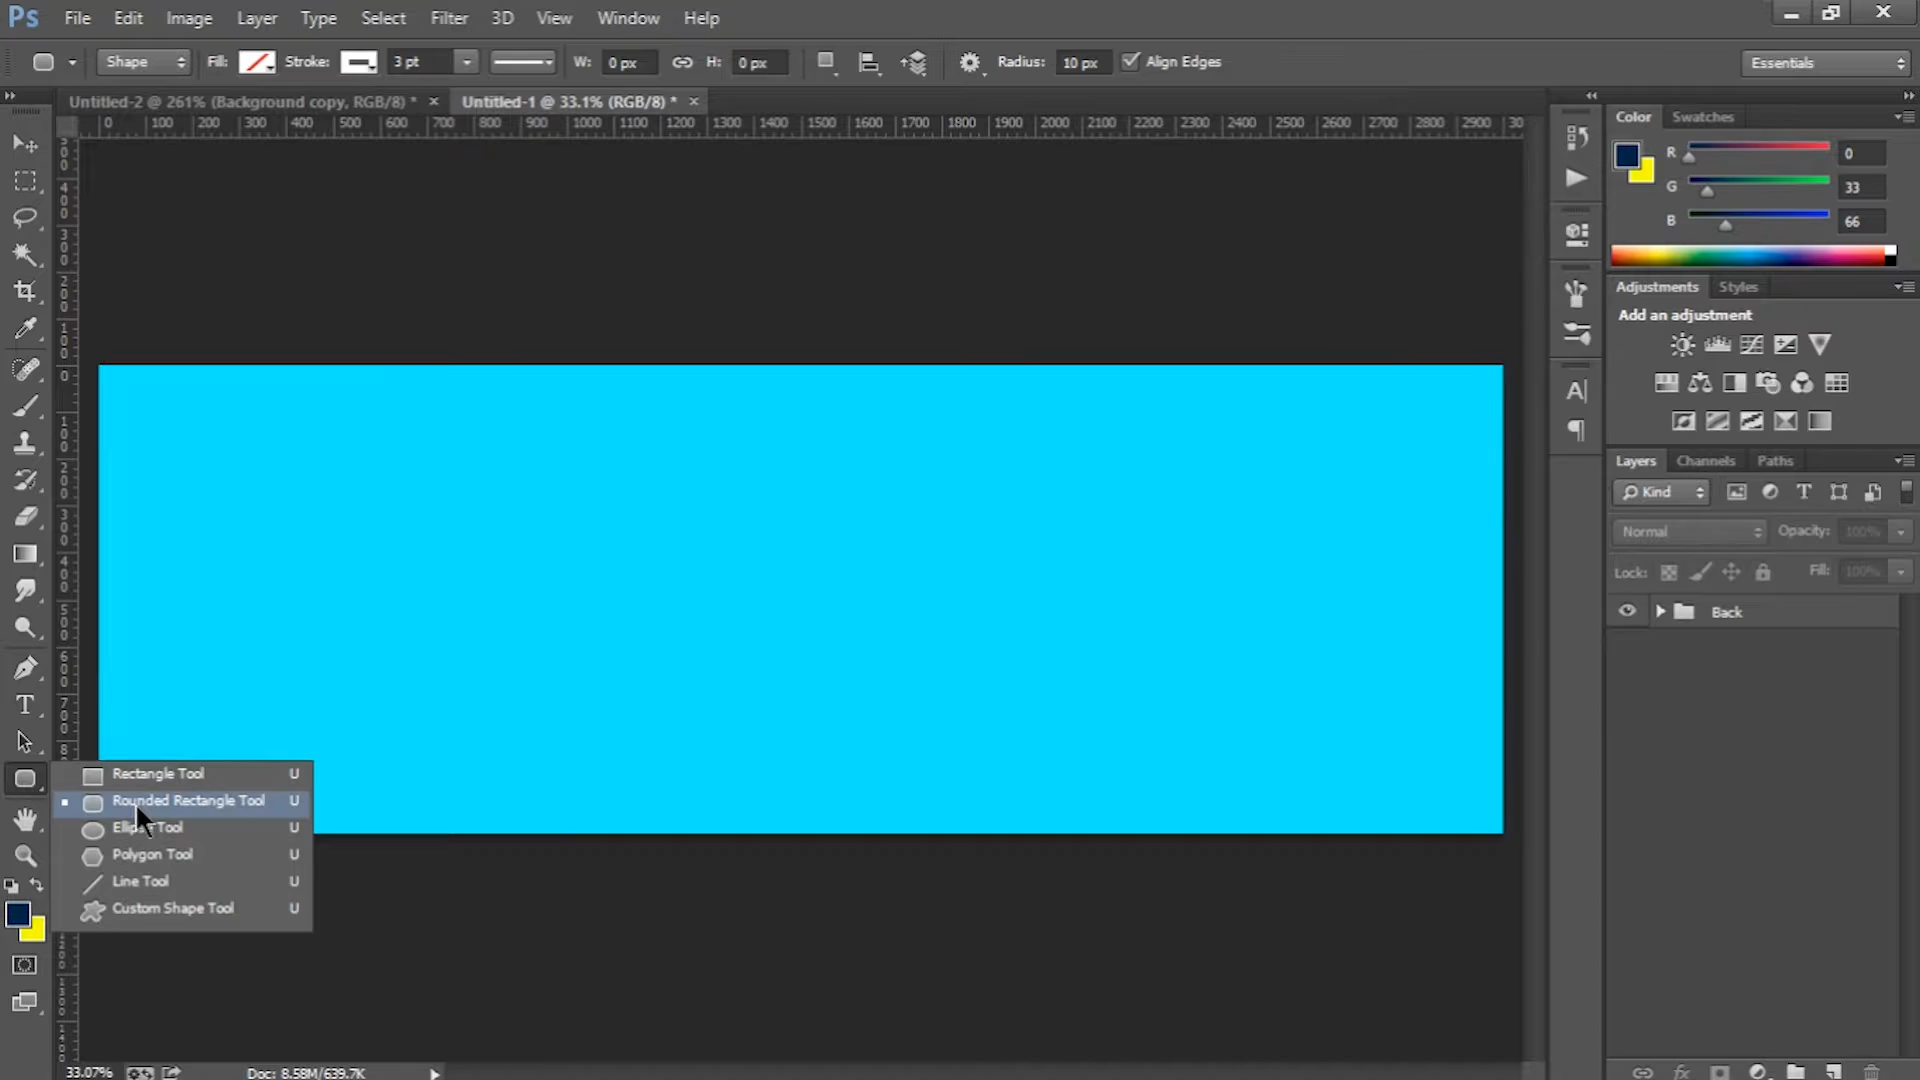 Ps File Edit Image Layer Type Select Filter 3D View Window Help
Shape Fill: Stroke: 3 pt W: 0 px H: 0 px Radius: 10 px Align Edges Essentials
Untitled-2 @ 261% (Background copy, RGB/8) * × Untitled-1 @ 33.1% (RGB/8) * ×
0 100 200 300 400 500 600 700 800 900 1000 1100 1200 1300 1400 1500 1600 1700 1800 1900 2000 2100 2200 2300 2400 2500 2600 2700 2800 2900 30
Color Swatches
R 0
G 33
B 66
Adjustments Styles
Add an adjustment
Layers Channels Paths
Kind
Normal Opacity: 100%
Lock: Fill: 100%
Back
Rectangle Tool U
Rounded Rectangle Tool U
Ellipse Tool U
Polygon Tool U
Line Tool U
Custom Shape Tool U
33.07% Doc: 8.58M/639.7K